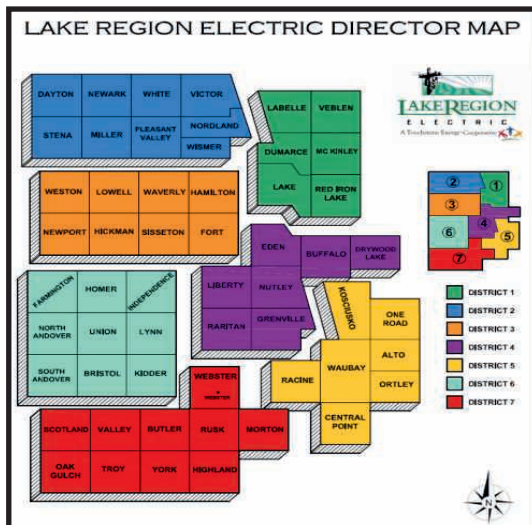 LAKE REGION ELECTRIC DIRECTOR MAP
DAYTON NEWARK WHITE VICTOR
STENA MILLER PLEASANT VALLEY NORDLAND
WISMER
LABELLE VEBLEN
DUMARCE MC KINLEY
LAKE RED IRON LAKE
LAKE REGION
ELECTRIC
A Touchstone Energy Cooperative
2
1
3
4
6
5
7
WESTON LOWELL WAVERLY HAMILTON
NEWPORT HICKMAN SISSETON FORT
EDEN BUFFALO DRYWOOD LAKE
LIBERTY NUTLEY
RARITAN GRENVILLE
FARMINGTON HOMER INDEPENDENCE
NORTH ANDOVER UNION LYNN
SOUTH ANDOVER BRISTOL KIDDER
KOSCIUSKO ONE ROAD
WAUBAY ALTO
RACINE ORTLEY
CENTRAL POINT
DISTRICT 1
DISTRICT 2
DISTRICT 3
DISTRICT 4
DISTRICT 5
DISTRICT 6
DISTRICT 7
WEBSTER
WEBSTER
SCOTLAND VALLEY BUTLER RUSK MORTON
OAK GULCH TROY YORK HIGHLAND
N